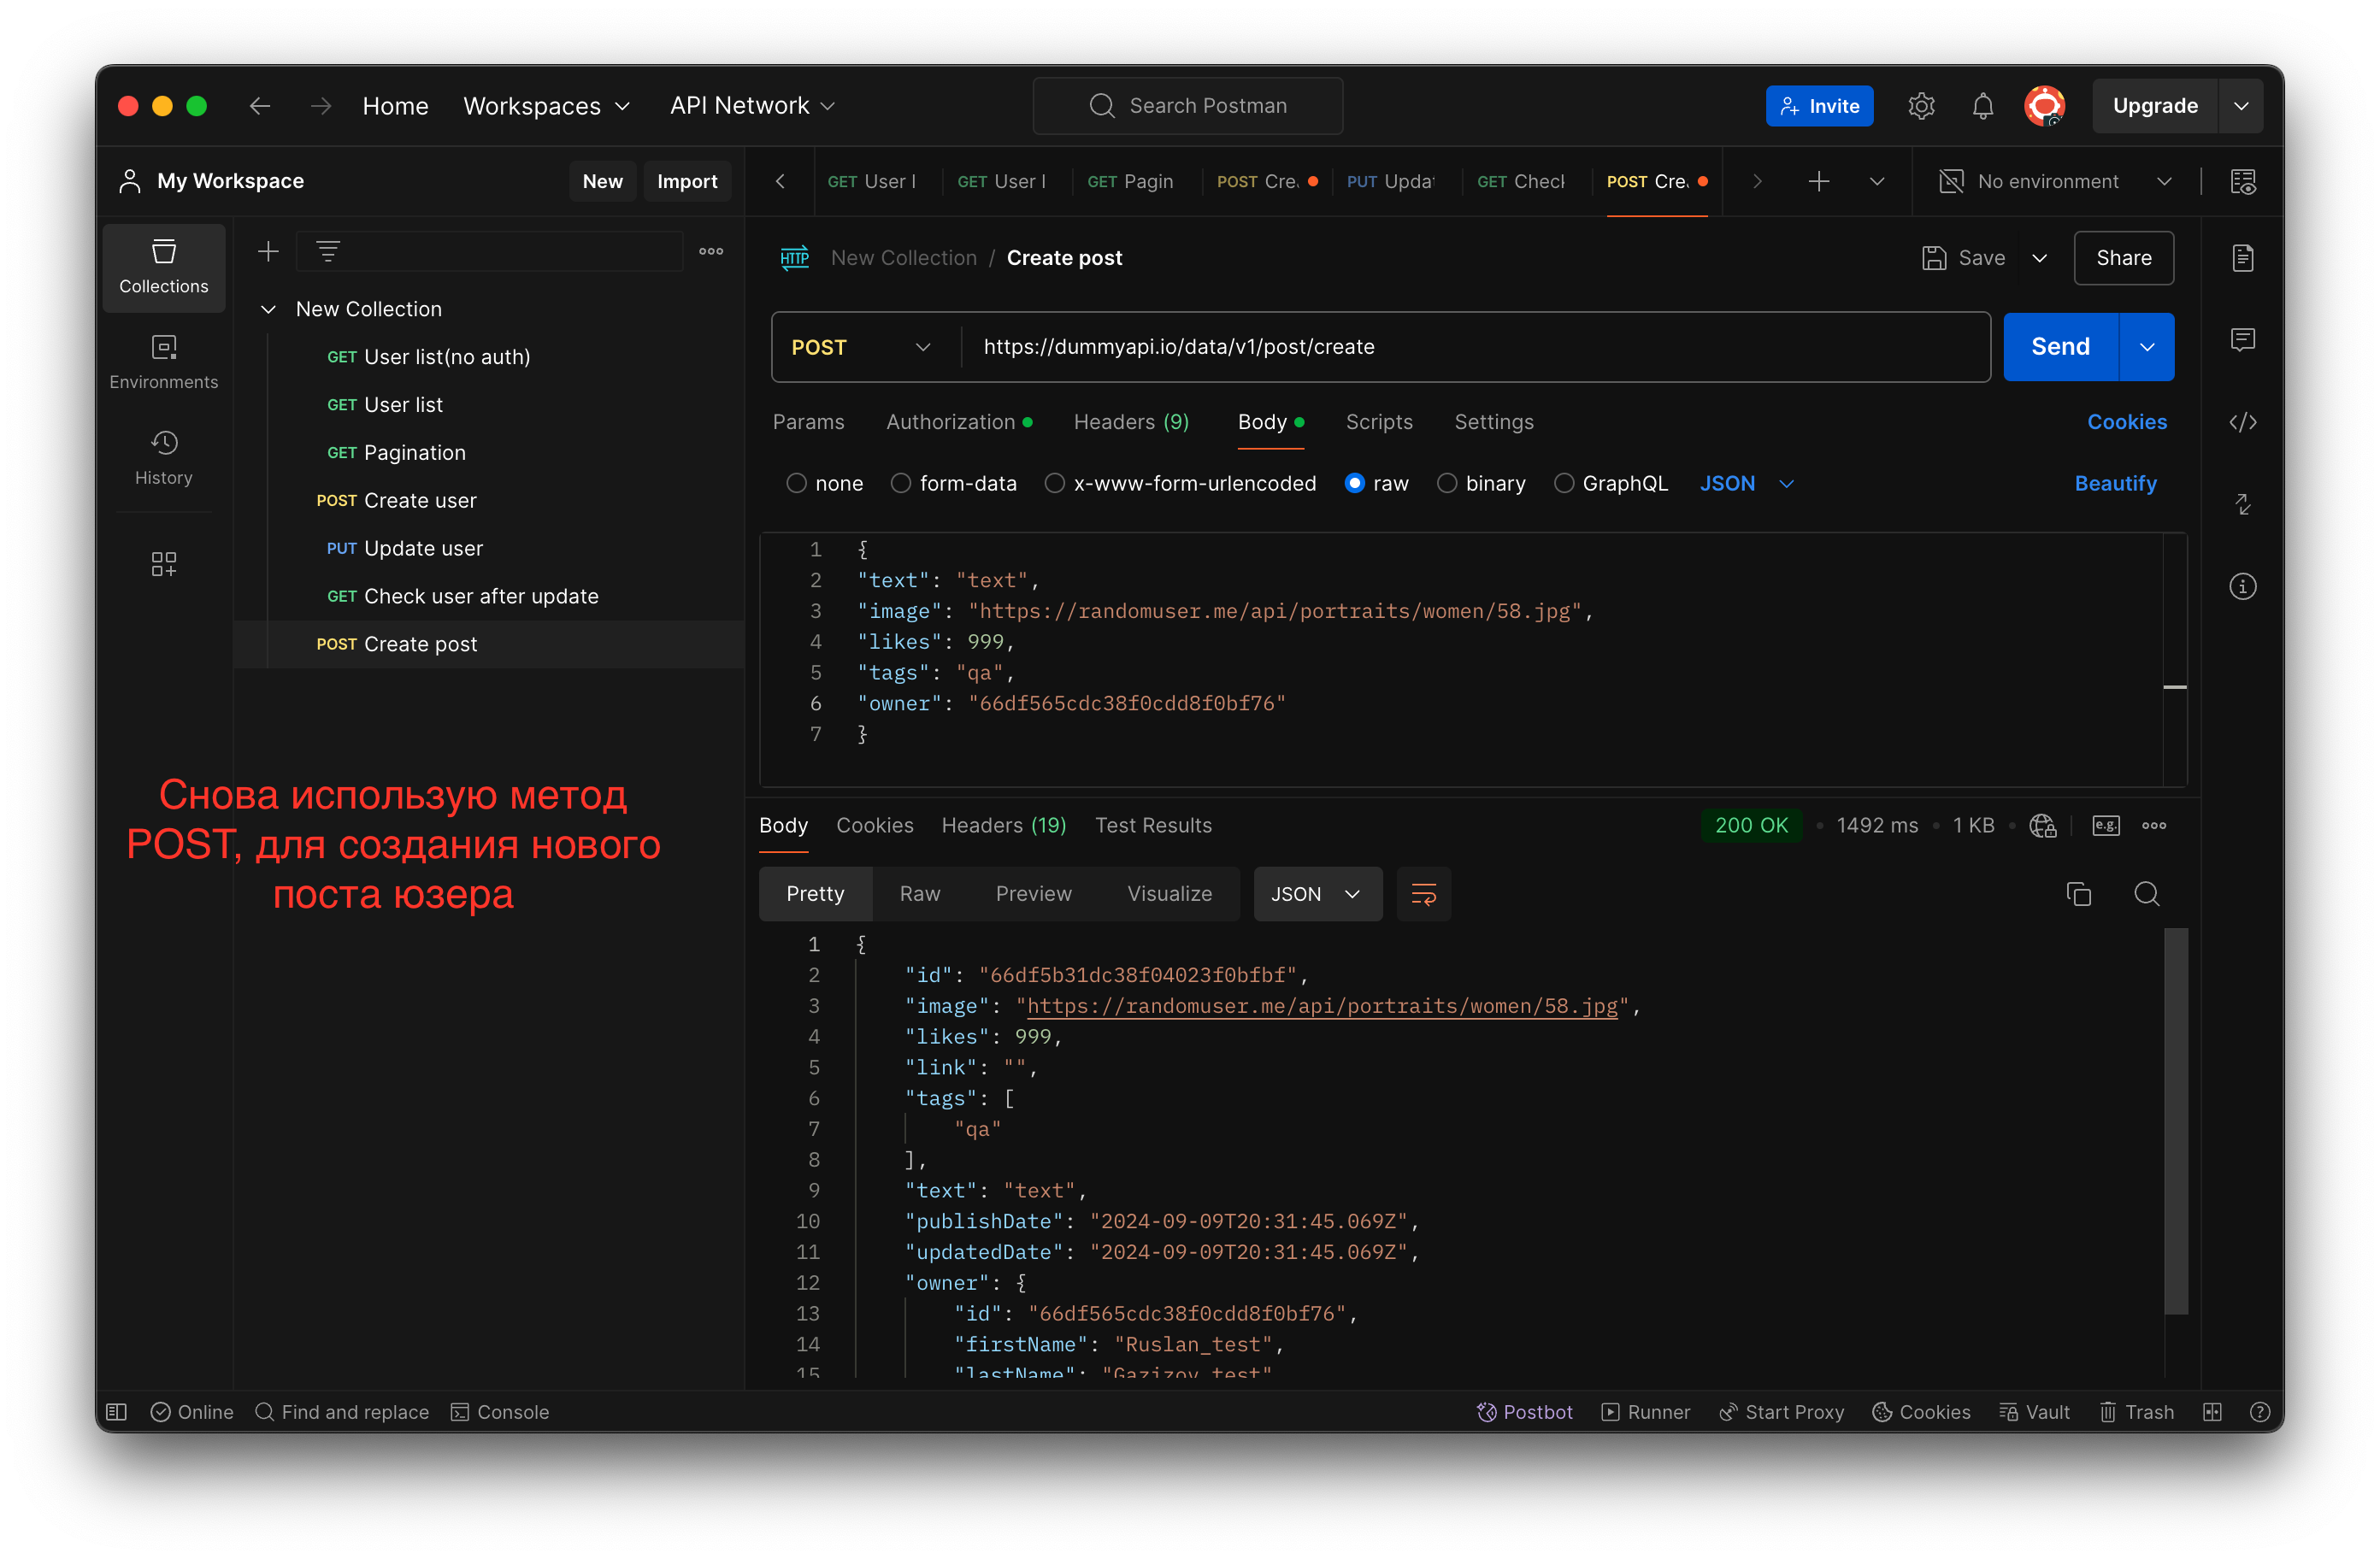 Home Workspaces API Network Search Postman Invite Upgrade
My Workspace New Import
GET User l GET User l GET Pagin POST Cre. PUT Updat GET Check POST Cre. No environment
Collections
Environments
History
New Collection
GET User list(no auth)
GET User list
GET Pagination
POST Create user
PUT Update user
GET Check user after update
POST Create post
Снова использую метод
POST, для создания нового
поста юзера
HTTP New Collection / Create post Save Share
POST https://dummyapi.io/data/v1/post/create Send
Params Authorization Headers (9) Body Scripts Settings Cookies
none form-data x-www-form-urlencoded raw binary GraphQL JSON Beautify
1 {
2 "text": "text",
3 "image": "https://randomuser.me/api/portraits/women/58.jpg",
4 "likes": 999,
5 "tags": "qa",
6 "owner": "66df565cdc38f0cdd8f0bf76"
7 }
Body Cookies Headers (19) Test Results 200 OK • 1492 ms • 1 KB • e.g.
Pretty Raw Preview Visualize JSON
1 {
2 "id": "66df5b31dc38f04023f0bfbf",
3 "image": "https://randomuser.me/api/portraits/women/58.jpg",
4 "likes": 999,
5 "link": "",
6 "tags": [
7 "qa"
8 ],
9 "text": "text",
10 "publishDate": "2024-09-09T20:31:45.069Z",
11 "updatedDate": "2024-09-09T20:31:45.069Z",
12 "owner": {
13 "id": "66df565cdc38f0cdd8f0bf76",
14 "firstName": "Ruslan_test",
15 "lastName": "Gazizov_test"
Online Find and replace Console Postbot Runner Start Proxy Cookies Vault Trash